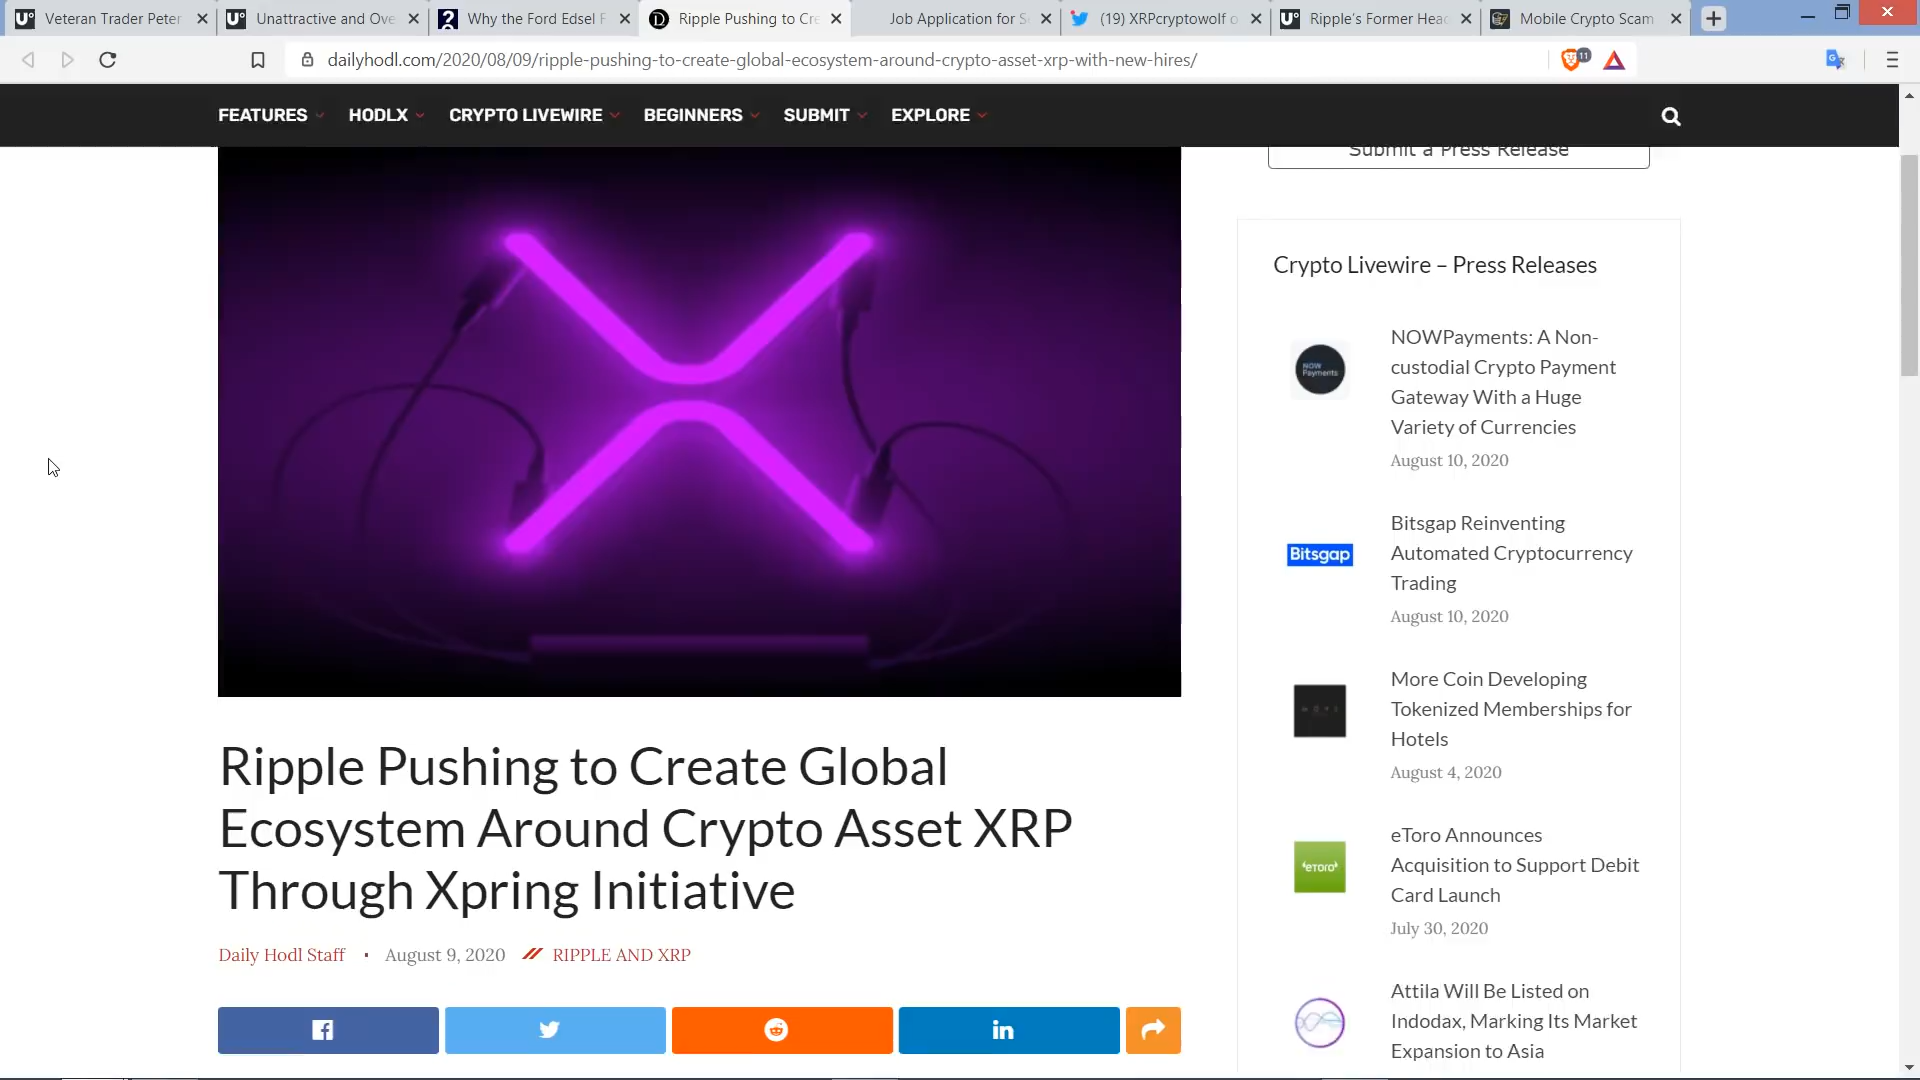 Veteran Trader Peter
Unattractive and Ove
Why the Ford Edsel F
Ripple Pushing to Cre
Job Application for S
(19) XRPcryptowolf o
Ripple's Former Head
Mobile Crypto Scam
dailyhodl.com/2020/08/09/ripple-pushing-to-create-global-ecosystem-around-crypto-asset-xrp-with-new-hires/
11
FEATURES
HODLX
CRYPTO LIVEWIRE
BEGINNERS
SUBMIT
EXPLORE
Submit a Press Release
Crypto Livewire – Press Releases
NOW
Payments
NOWPayments: A Non-
custodial Crypto Payment
Gateway With a Huge
Variety of Currencies
August 10, 2020
Bitsgap
Bitsgap Reinventing
Automated Cryptocurrency
Trading
August 10, 2020
More Coin Developing
Tokenized Memberships for
Hotels
August 4, 2020
eToro
eToro Announces
Acquisition to Support Debit
Card Launch
July 30, 2020
Attila Will Be Listed on
Indodax, Marking Its Market
Expansion to Asia
Ripple Pushing to Create Global
Ecosystem Around Crypto Asset XRP
Through Xpring Initiative
Daily Hodl Staff
August 9, 2020
RIPPLE AND XRP